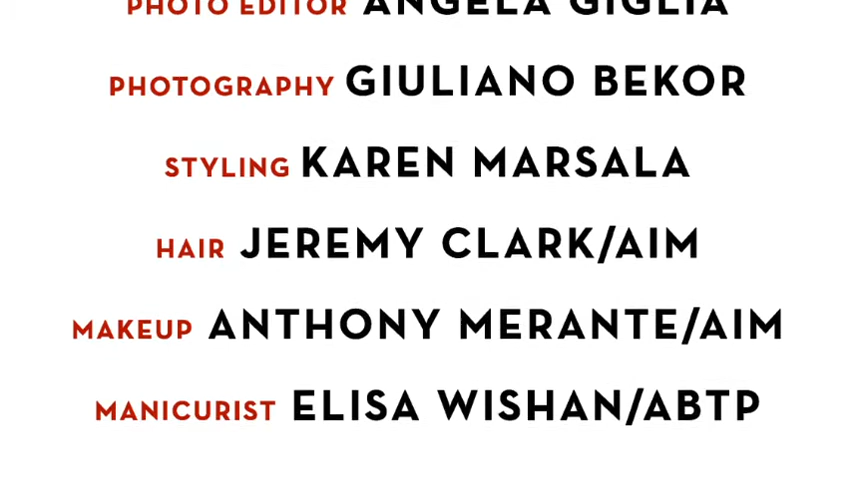 PHOTO EDITOR ANGELA GIGLIA
PHOTOGRAPHY GIULIANO BEKOR
STYLING KAREN MARSALA
HAIR JEREMY CLARK/AIM
MAKEUP ANTHONY MERANTE/AIM
MANICURIST ELISA WISHAN/ABTP